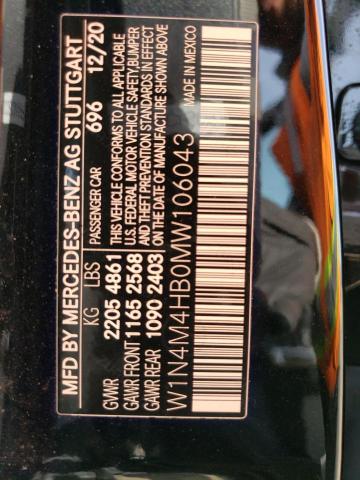 MFD BY MERCEDES-BENZ AG STUTTGART
KG LBS PASSENGER CAR 696 12/20
GVWR 2205 4861
GAWR FRONT 1165 2568
GAWR REAR 1090 2403
THIS VEHICLE CONFORMS TO ALL APPLICABLE
U.S. FEDERAL MOTOR VEHICLE SAFETY, BUMPER
AND THEFT PREVENTION STANDARDS IN EFFECT
ON THE DATE OF MANUFACTURE SHOWN ABOVE
W1N4M4HB0MW106043
MADE IN MEXICO